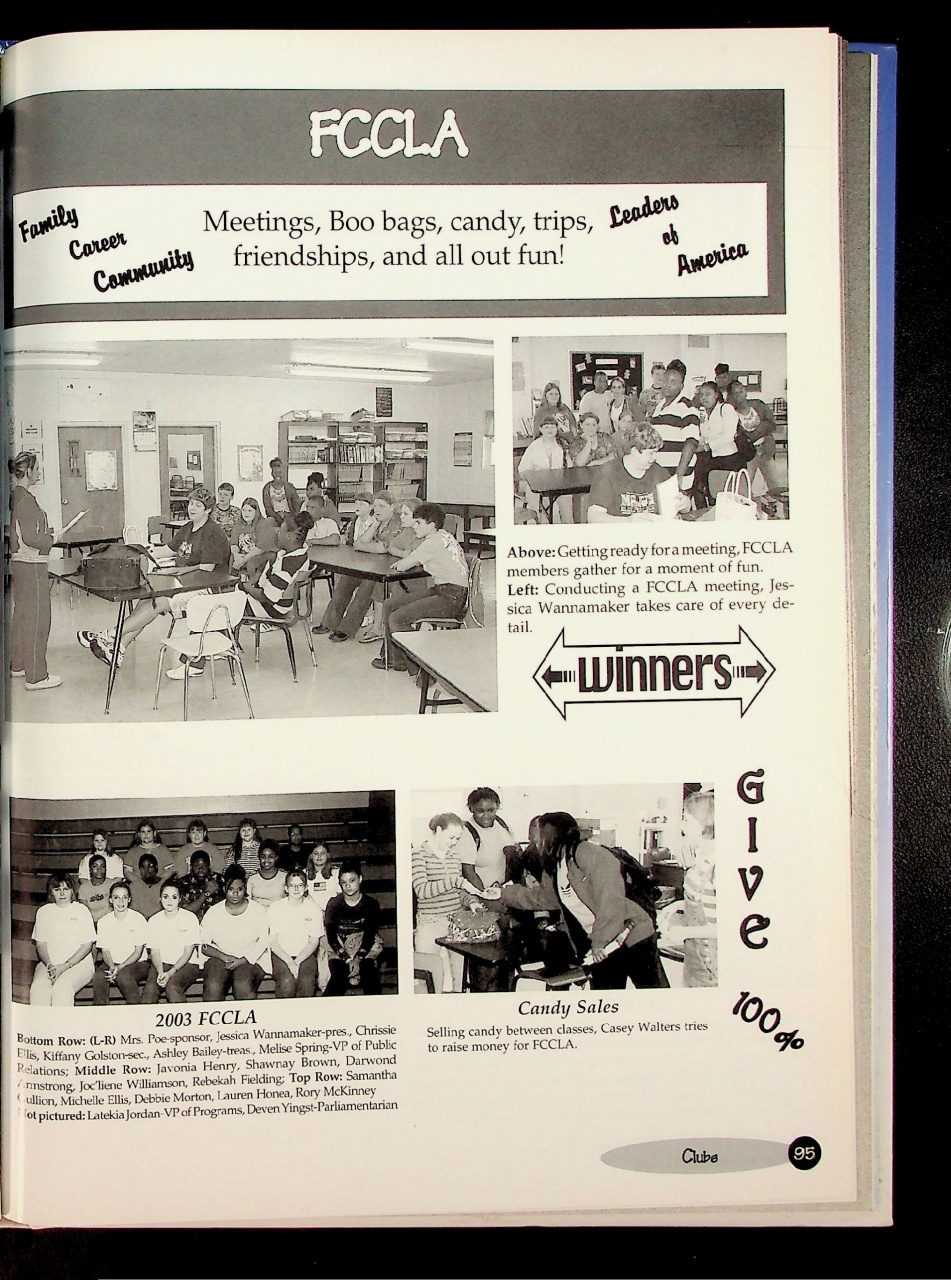 FCCLA
Family
Career
Community
Meetings, Boo bags, candy, trips,
friendships, and all out fun!
Leaders
of
America
Above: Getting ready for a meeting, FCCLA
members gather for a moment of fun.
Left: Conducting a FCCLA meeting, Jes-
sica Wannamaker takes care of every de-
tail.
winners
Give
100%
2003 FCCLA
Bottom Row: (L-R) Mrs. Poe-sponsor, Jessica Wannamaker-pres., Chrissie
Ellis, Kiffany Golston-sec., Ashley Bailey-treas., Melise Spring-VP of Public
Relations; Middle Row: Javonia Henry, Shawnay Brown, Darwond
Armstrong, Joc'liene Williamson, Rebekah Fielding; Top Row: Samantha
ullion, Michelle Ellis, Debbie Morton, Lauren Honea, Rory McKinney
ot pictured: Latekia Jordan-VP of Programs, Deven Yingst-Parliamentarian
Candy Sales
Selling candy between classes, Casey Walters tries
to raise money for FCCLA.
Clubs
95